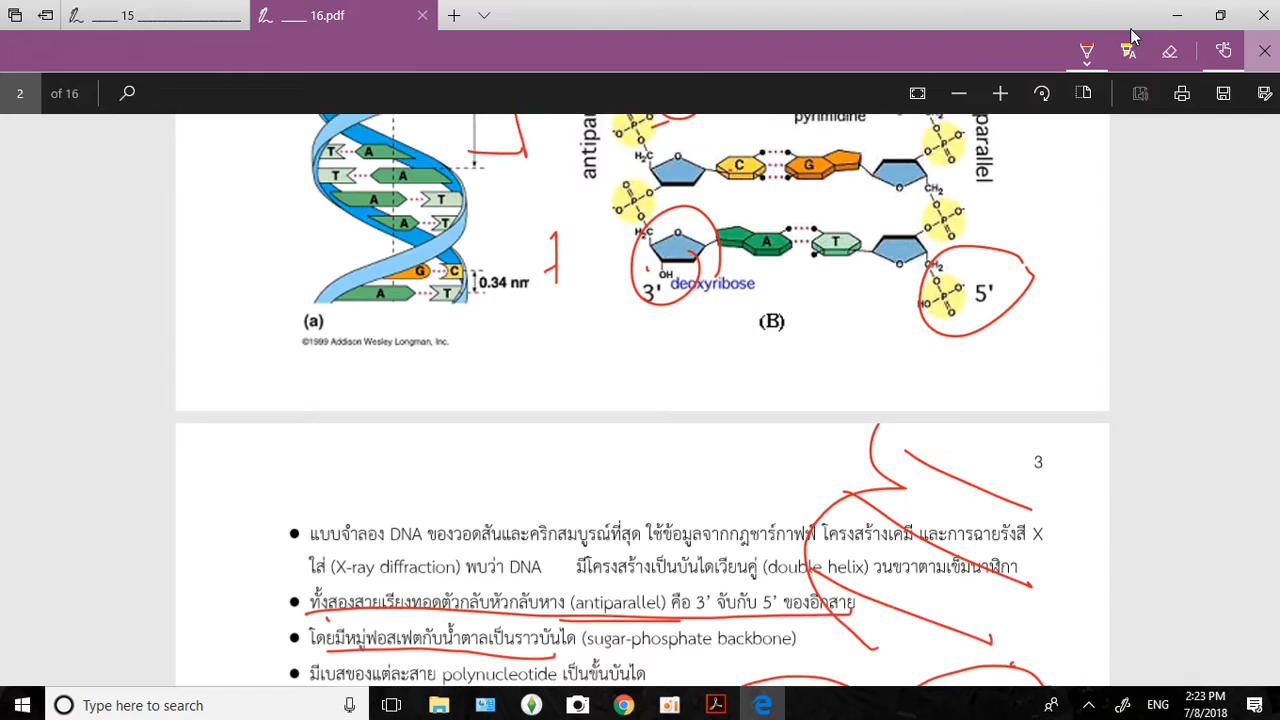 ____ 15 ________________
____ 16.pdf
2 of 16
antipa
pyrimidine
parallel
T A
T A
A T
A T
G C
0.34 nm
A T
(a)
©1999 Addison Wesley Longman, Inc.
P O- O
H2C O
C G
O P O-
CH2
O P O-
H2C O
A T
O P O-
OH
3' deoxyribose
CH2
HO P O-
5'
(B)
3
● แบบจำลอง DNA ของวอดสันและคริกสมบูรณ์ที่สุด ใช้ข้อมูลจากกฎชาร์กาฟฟ์ โครงสร้างเคมี และการฉายรังสี X
ใส่ (X-ray diffraction) พบว่า DNA มีโครงสร้างเป็นบันไดเวียนคู่ (double helix) วนขวาตามเข็มนาฬิกา
● ทั้งสองสายเรียงทอดตัวกลับหัวกลับหาง (antiparallel) คือ 3’ จับกับ 5’ ของอีกสาย
● โดยมีหมู่ฟอสเฟตกับน้ำตาลเป็นราวบันได (sugar-phosphate backbone)
● มีเบสของแต่ละสาย polynucleotide เป็นขั้นบันได
Type here to search
ENG
2:23 PM
7/8/2018